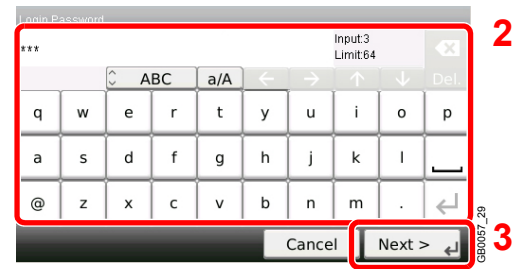 Login Password
***
Input:3
Limit:64
ABC a/A Del.
q w e r t y u i o p
a s d f g h j k l
@ z x c v b n m .
Cancel Next >
2
3
GB0057_29